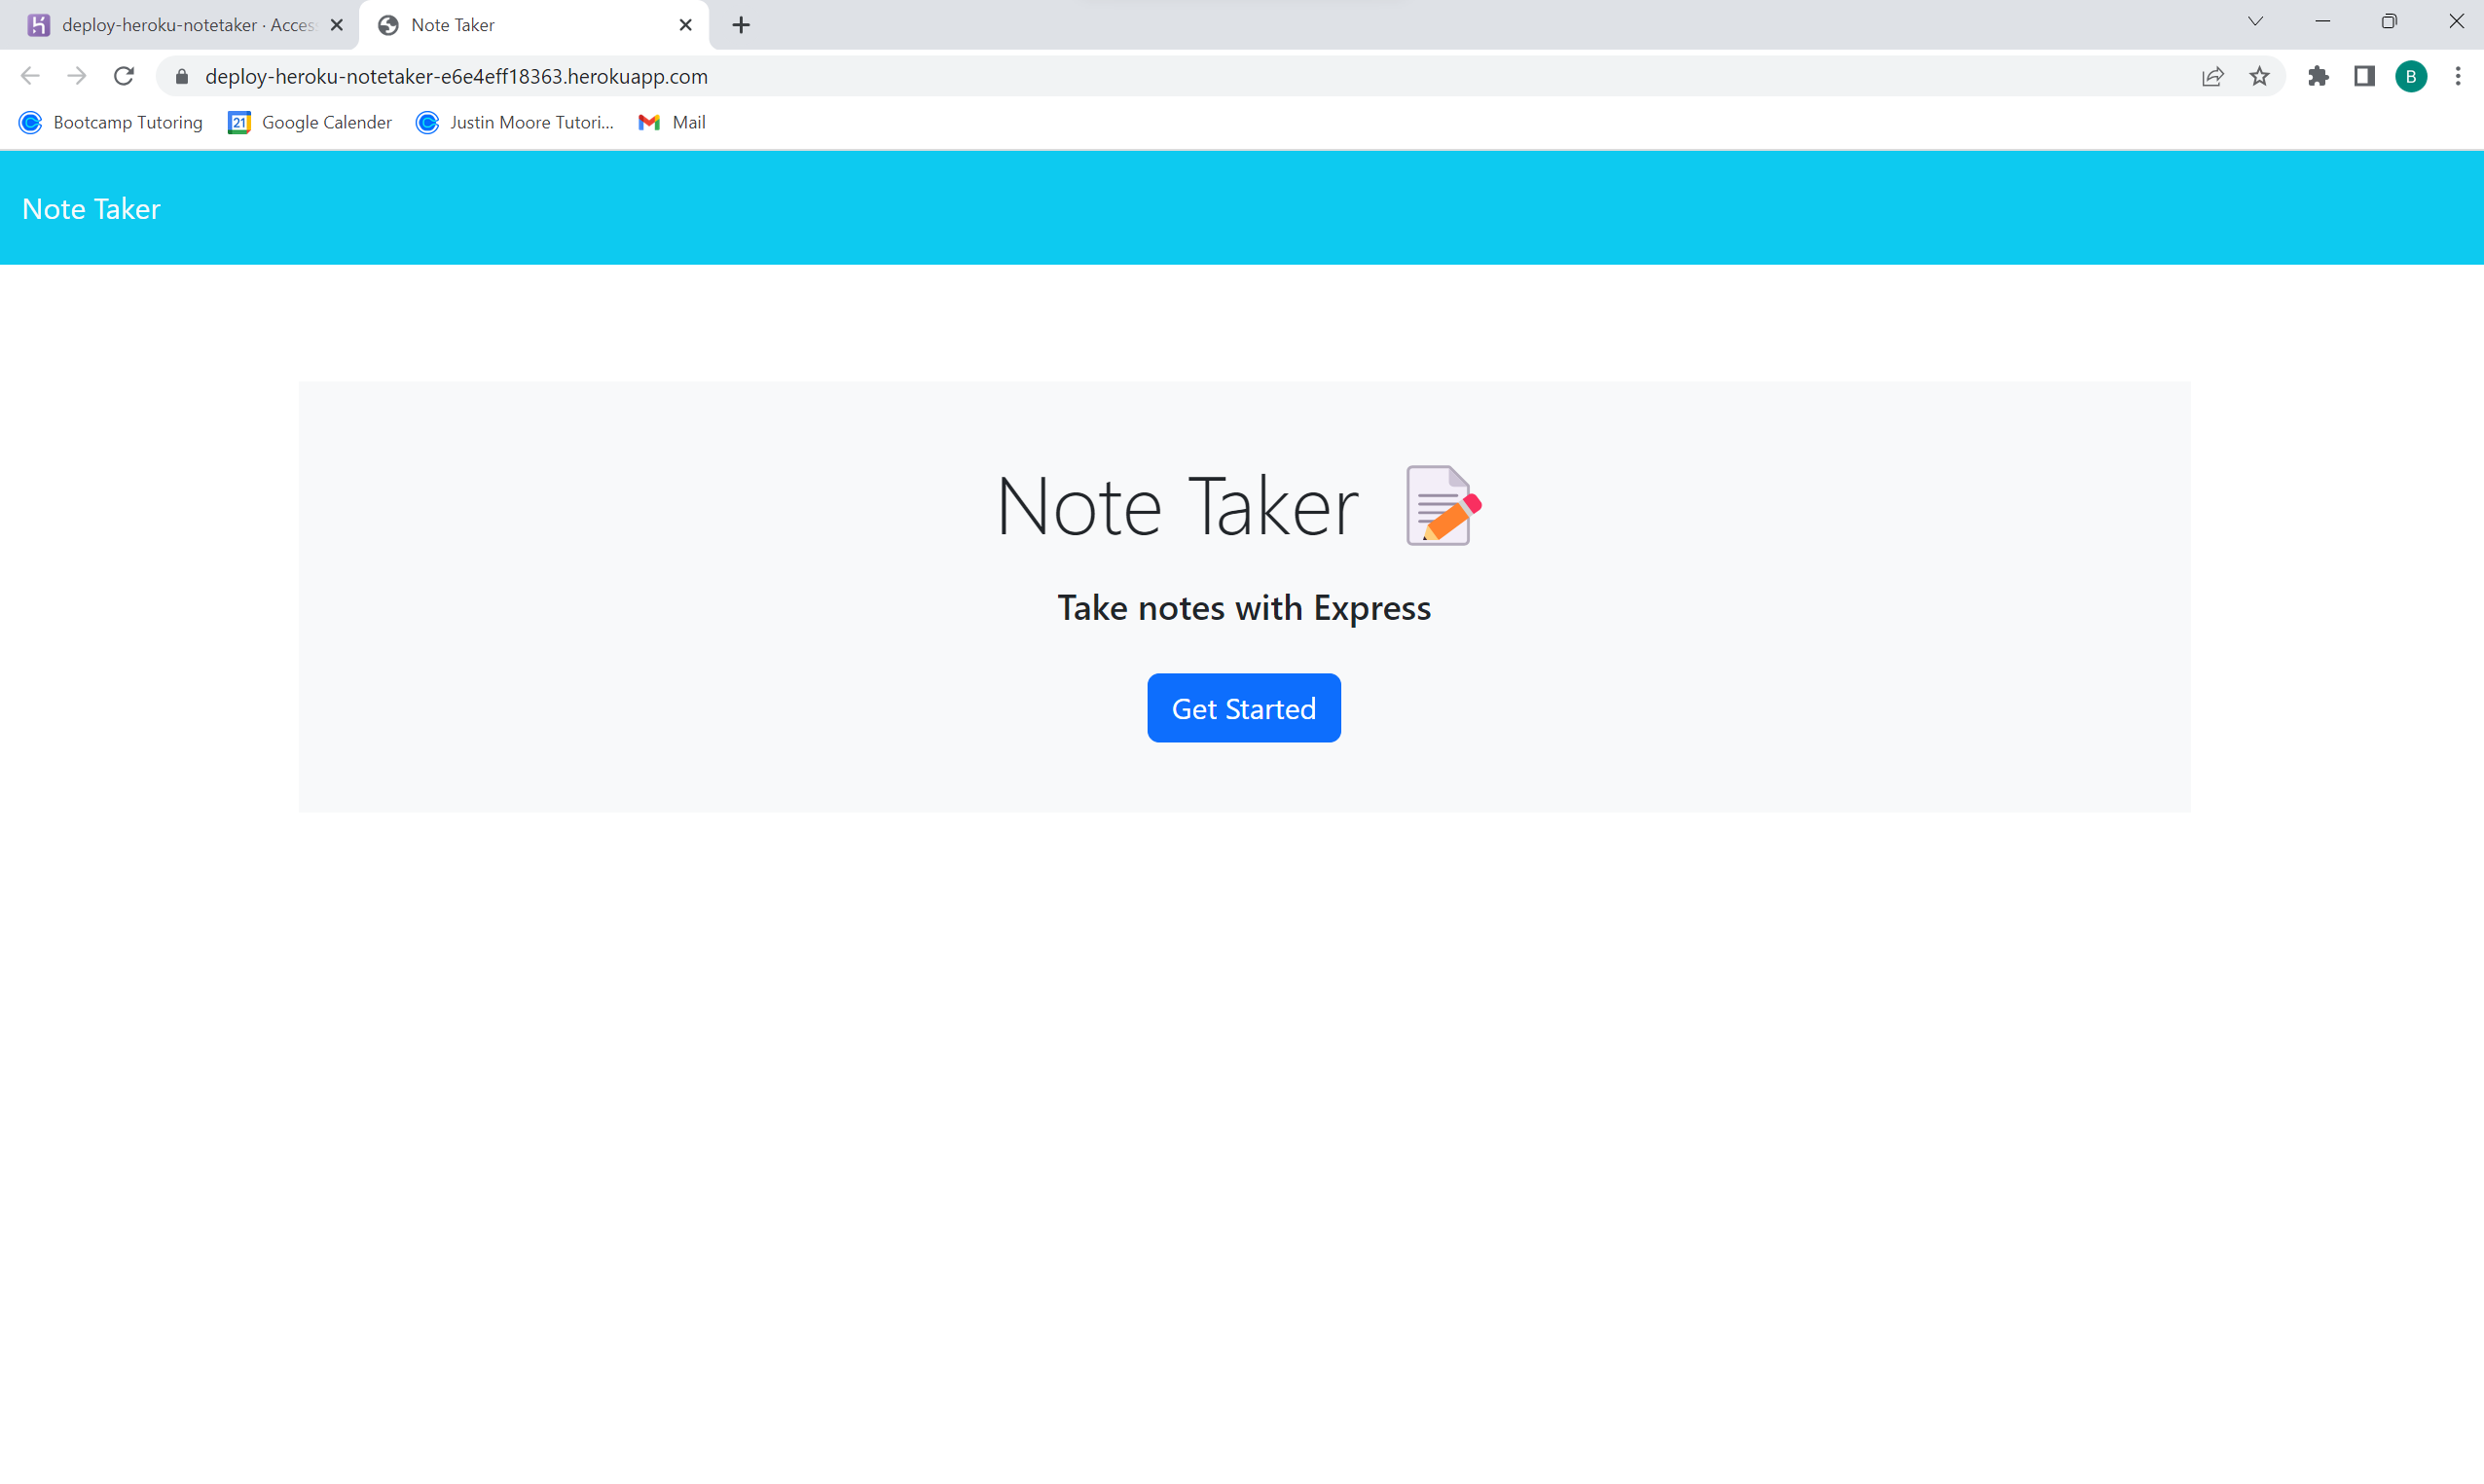 deploy-heroku-notetaker · Acces
Note Taker
deploy-heroku-notetaker-e6e4eff18363.herokuapp.com
B
Bootcamp Tutoring
21
Google Calender
Justin Moore Tutori...
Mail
Note Taker
Note Taker
Take notes with Express
Get Started